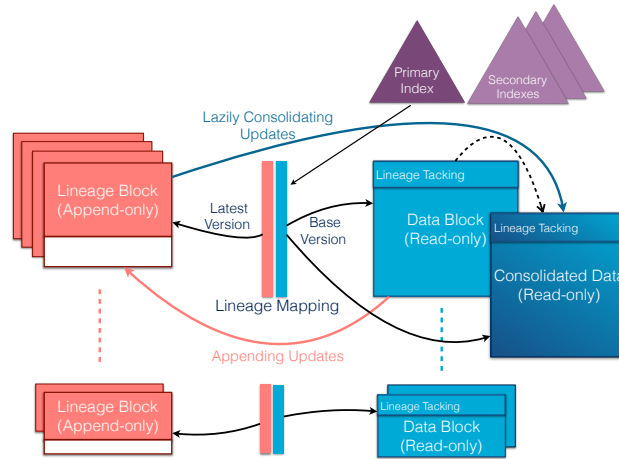 Primary
Index
Secondary
Indexes
Lazily Consolidating
Updates
Lineage Block
(Append-only)
Latest
Version
Base
Version
Lineage Tacking
Data Block
(Read-only)
Lineage Tacking
Consolidated Data
(Read-only)
Lineage Mapping
Appending Updates
Lineage Block
(Append-only)
Lineage Tacking
Data Block
(Read-only)